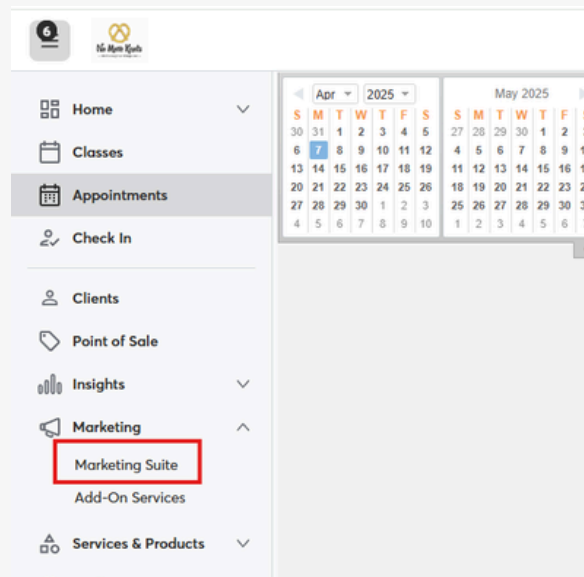 6
No More Knots
Home
Classes
Appointments
Check In
Clients
Point of Sale
Insights
Marketing
Marketing Suite
Add-On Services
Services & Products
Apr 2025
S M T W T F S
30 31 1 2 3 4 5
6 7 8 9 10 11 12
13 14 15 16 17 18 19
20 21 22 23 24 25 26
27 28 29 30 1 2 3
4 5 6 7 8 9 10
May 2025
S M T W T F
27 28 29 30 1 2
4 5 6 7 8 9
11 12 13 14 15 16
18 19 20 21 22 23
25 26 27 28 29 30
1 2 3 4 5 6